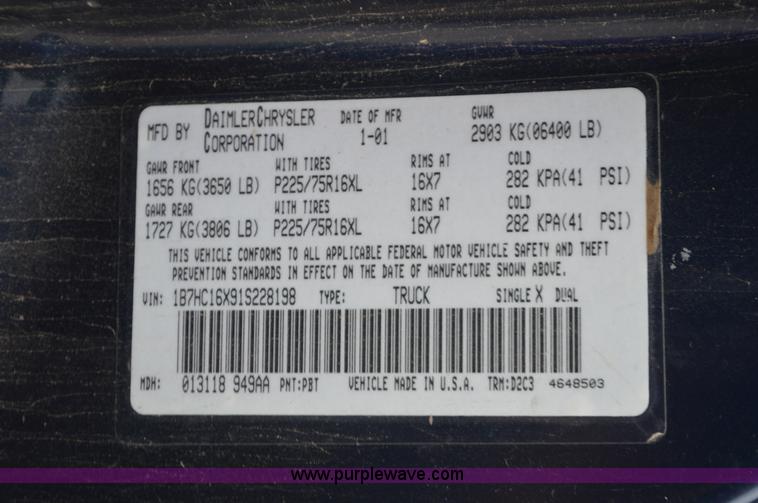 MFD BY DAIMLERCHRYSLER CORPORATION DATE OF MFR 1-01 GVWR 2903 KG(06400 LB)
GAWR FRONT WITH TIRES RIMS AT COLD
1656 KG(3650 LB) P225/75R16XL 16X7 282 KPA(41 PSI)
GAWR REAR WITH TIRES RIMS AT COLD
1727 KG(3806 LB) P225/75R16XL 16X7 282 KPA(41 PSI)
THIS VEHICLE CONFORMS TO ALL APPLICABLE FEDERAL MOTOR VEHICLE SAFETY AND THEFT
PREVENTION STANDARDS IN EFFECT ON THE DATE OF MANUFACTURE SHOWN ABOVE.
VIN: 1B7HC16X91S228198 TYPE: TRUCK SINGLE X DUAL
MDH: 013118 949AA PNT:PBT VEHICLE MADE IN U.S.A. TRM:D2C3 4648503
www.purplewave.com